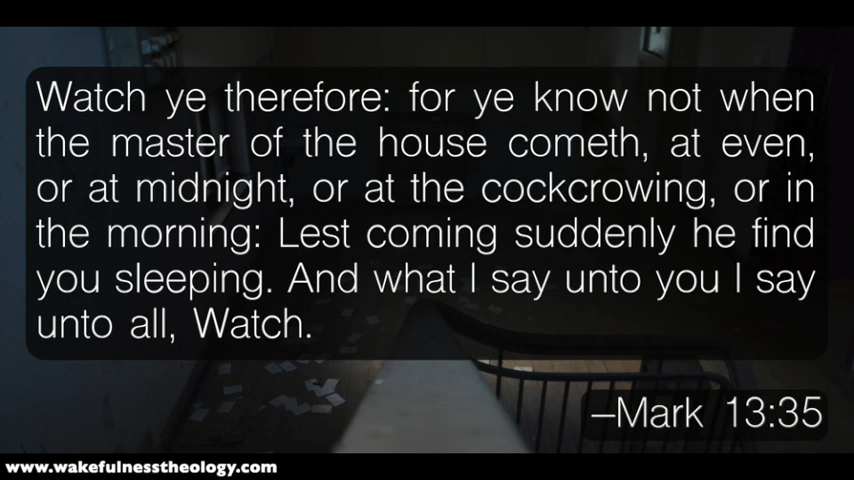 Watch ye therefore: for ye know not when
the master of the house cometh, at even,
or at midnight, or at the cockcrowing, or in
the morning: Lest coming suddenly he find
you sleeping. And what I say unto you I say
unto all, Watch.
–Mark 13:35
www.wakefulnesstheology.com